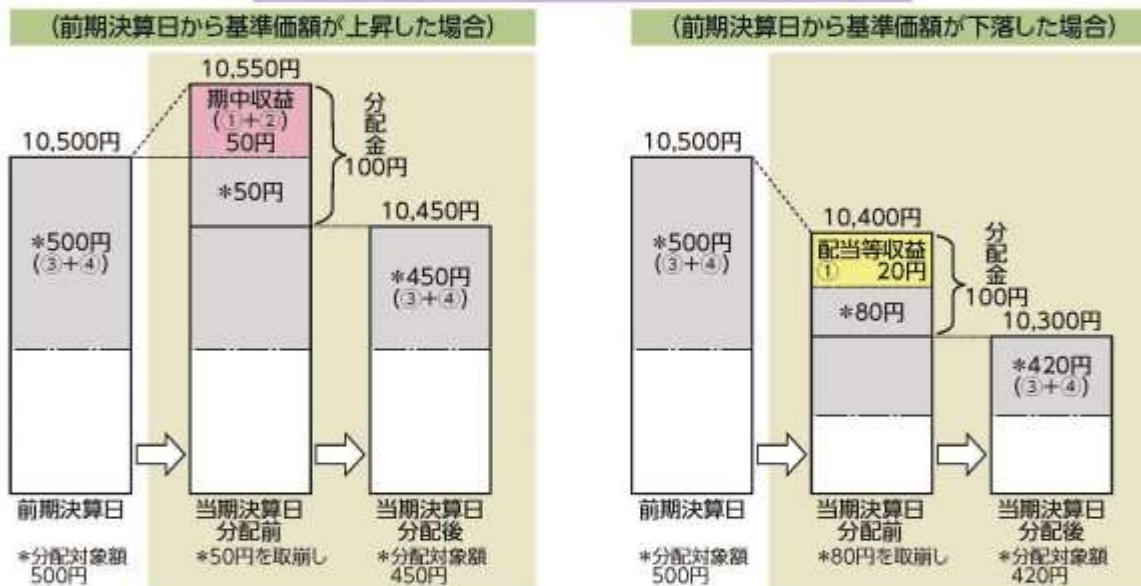 (前期決算日から基準価額が上昇した場合)
10,550円
期中収益
(①+②)
50円
*50円
分配金
100円
10,500円
*500円
(③+④)
10,450円
*450円
(③+④)
前期決算日
当期決算日
分配前
当期決算日
分配後
*分配対象額
500円
*50円を取崩し
*分配対象額
450円
(前期決算日から基準価額が下落した場合)
10,500円
*500円
(③+④)
10,400円
配当等収益
① 20円
*80円
分配金
100円
10,300円
*420円
(③+④)
前期決算日
当期決算日
分配前
当期決算日
分配後
*分配対象額
500円
*80円を取崩し
*分配対象額
420円